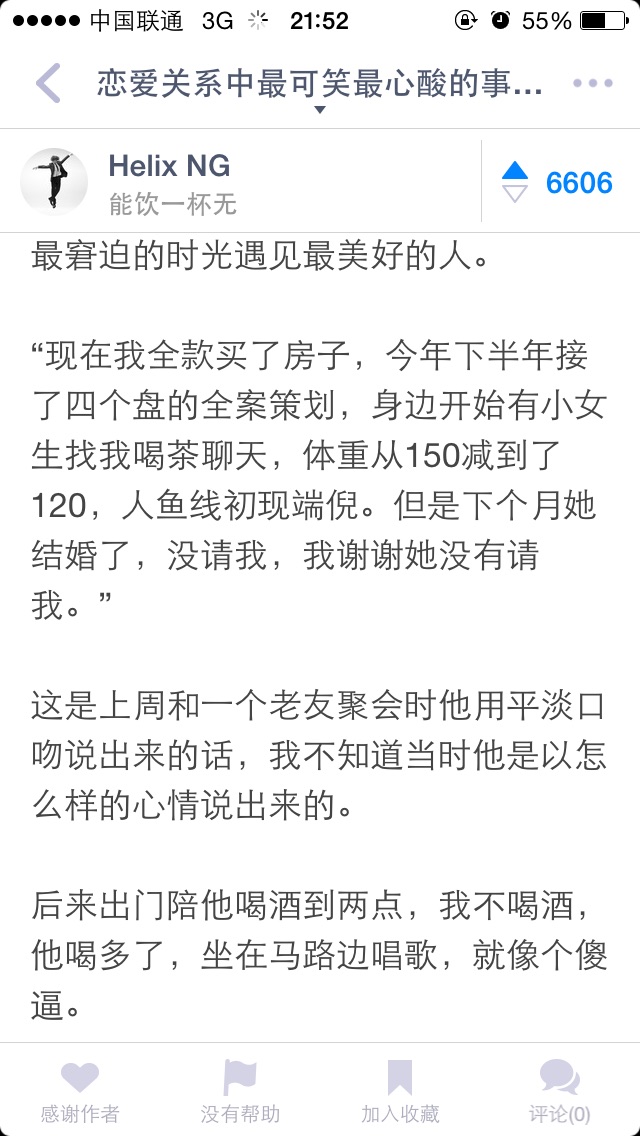 中国联通 3G 21:52 55%
恋爱关系中最可笑最心酸的事...
Helix NG
能饮一杯无
6606
最窘迫的时光遇见最美好的人。
“现在我全款买了房子，今年下半年接
了四个盘的全案策划，身边开始有小女
生找我喝茶聊天，体重从150减到了
120，人鱼线初现端倪。但是下个月她
结婚了，没请我，我谢谢她没有请
我。”
这是上周和一个老友聚会时他用平淡口
吻说出来的话，我不知道当时他是以怎
么样的心情说出来的。
后来出门陪他喝酒到两点，我不喝酒，
他喝多了，坐在马路边唱歌，就像个傻
逼。
感谢作者 没有帮助 加入收藏 评论(0)